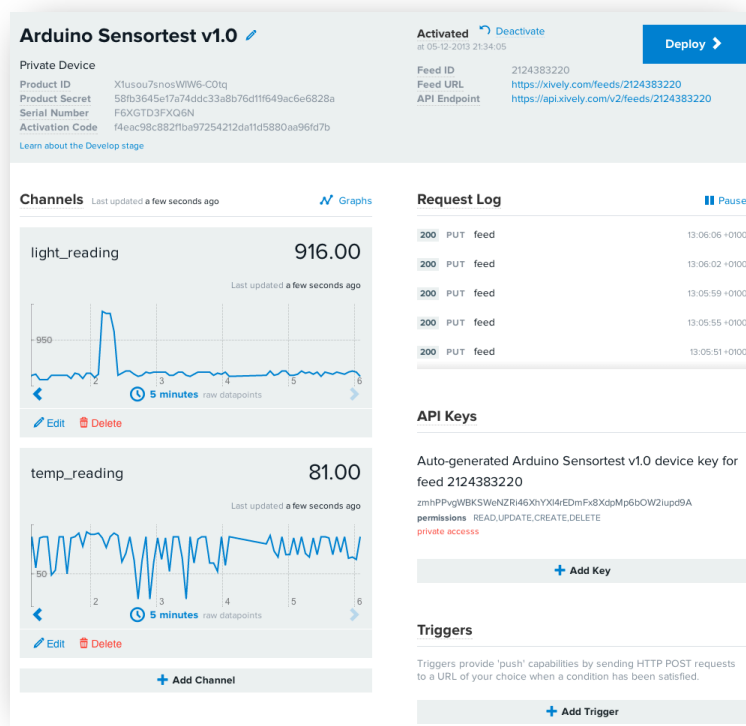 Arduino Sensortest v1.0
Private Device
Product ID X1usou7snosWIW6-C0tq
Product Secret 58fb3645e17a74ddc33a8b76d11f649ac6e6828a
Serial Number F6XGTD3FXQ6N
Activation Code f4eac98c882f1ba97254212da11d5880aa96fd7b
Learn about the Develop stage
Activated Deactivate
at 05-12-2013 21:34:05
Deploy
Feed ID 2124383220
Feed URL https://xively.com/feeds/2124383220
API Endpoint https://api.xively.com/v2/feeds/2124383220
Channels Last updated a few seconds ago Graphs
light_reading 916.00
Last updated a few seconds ago
950
2 3 4 5 6
5 minutes raw datapoints
Edit Delete
temp_reading 81.00
Last updated a few seconds ago
50
2 3 4 5 6
5 minutes raw datapoints
Edit Delete
Add Channel
Request Log Pause
200 PUT feed 13:06:06 +0100
200 PUT feed 13:06:02 +0100
200 PUT feed 13:05:59 +0100
200 PUT feed 13:05:55 +0100
200 PUT feed 13:05:51 +0100
API Keys
Auto-generated Arduino Sensortest v1.0 device key for
feed 2124383220
zmhPPvgWBKSWeNZRi46XhYXl4rEDmFx8XdpMp6bOW2iupd9A
permissions READ,UPDATE,CREATE,DELETE
private accesss
Add Key
Triggers
Triggers provide 'push' capabilities by sending HTTP POST requests
to a URL of your choice when a condition has been satisfied.
Add Trigger